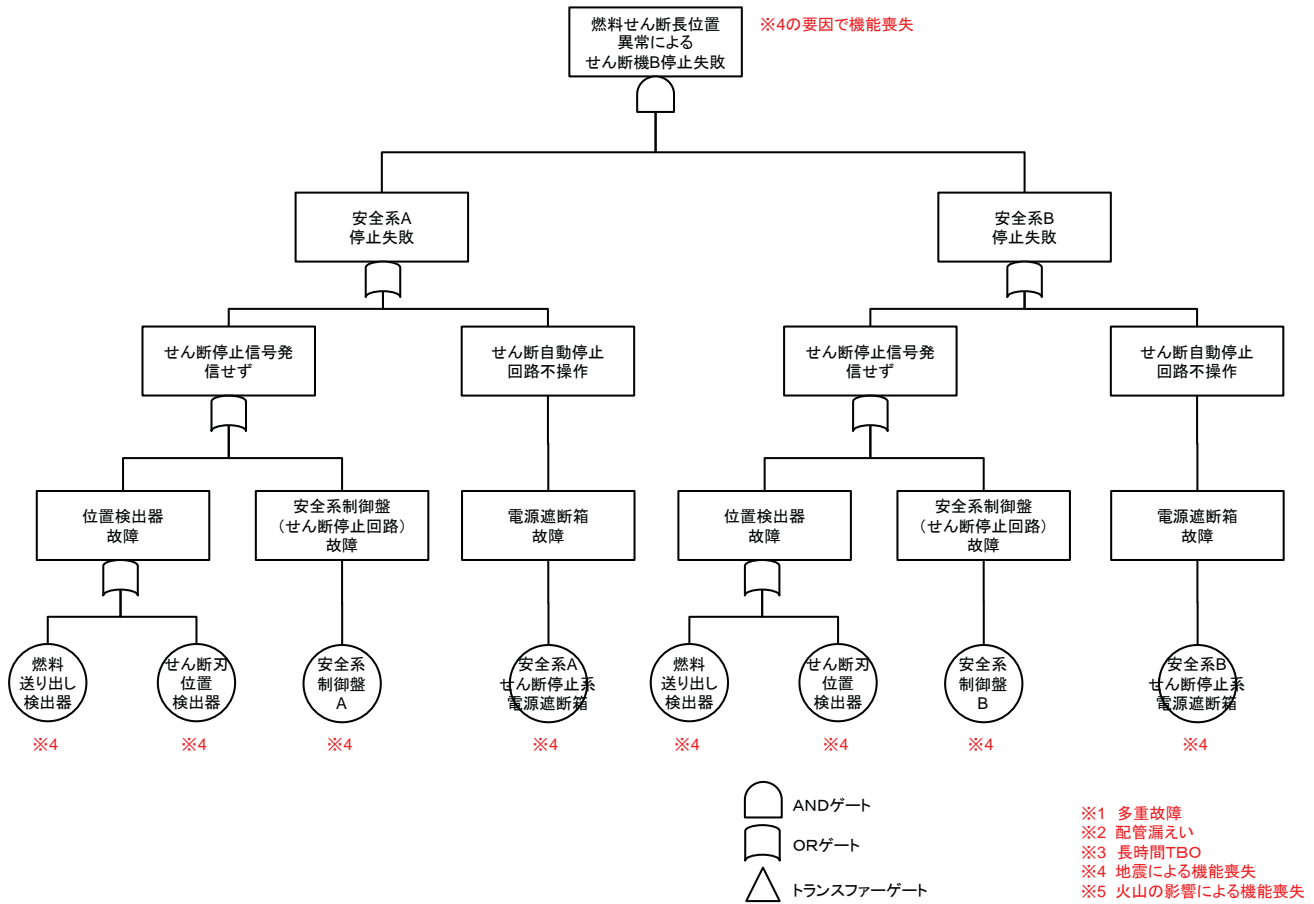 燃料せん断長位置
異常による
せん断機B停止失敗
※4の要因で機能喪失
安全系A
停止失敗
安全系B
停止失敗
せん断停止信号発
信せず
せん断自動停止
回路不操作
せん断停止信号発
信せず
せん断自動停止
回路不操作
位置検出器
故障
安全系制御盤
（せん断停止回路）
故障
電源遮断箱
故障
位置検出器
故障
安全系制御盤
（せん断停止回路）
故障
電源遮断箱
故障
燃料
送り出し
検出器
せん断刃
位置
検出器
安全系
制御盤
A
安全系A
せん断停止系
電源遮断箱
燃料
送り出し
検出器
せん断刃
位置
検出器
安全系
制御盤
B
安全系B
せん断停止系
電源遮断箱
※4
※4
※4
※4
※4
※4
※4
※4
ANDゲート
ORゲート
トランスファーゲート
※1 多重故障
※2 配管漏えい
※3 長時間TBO
※4 地震による機能喪失
※5 火山の影響による機能喪失